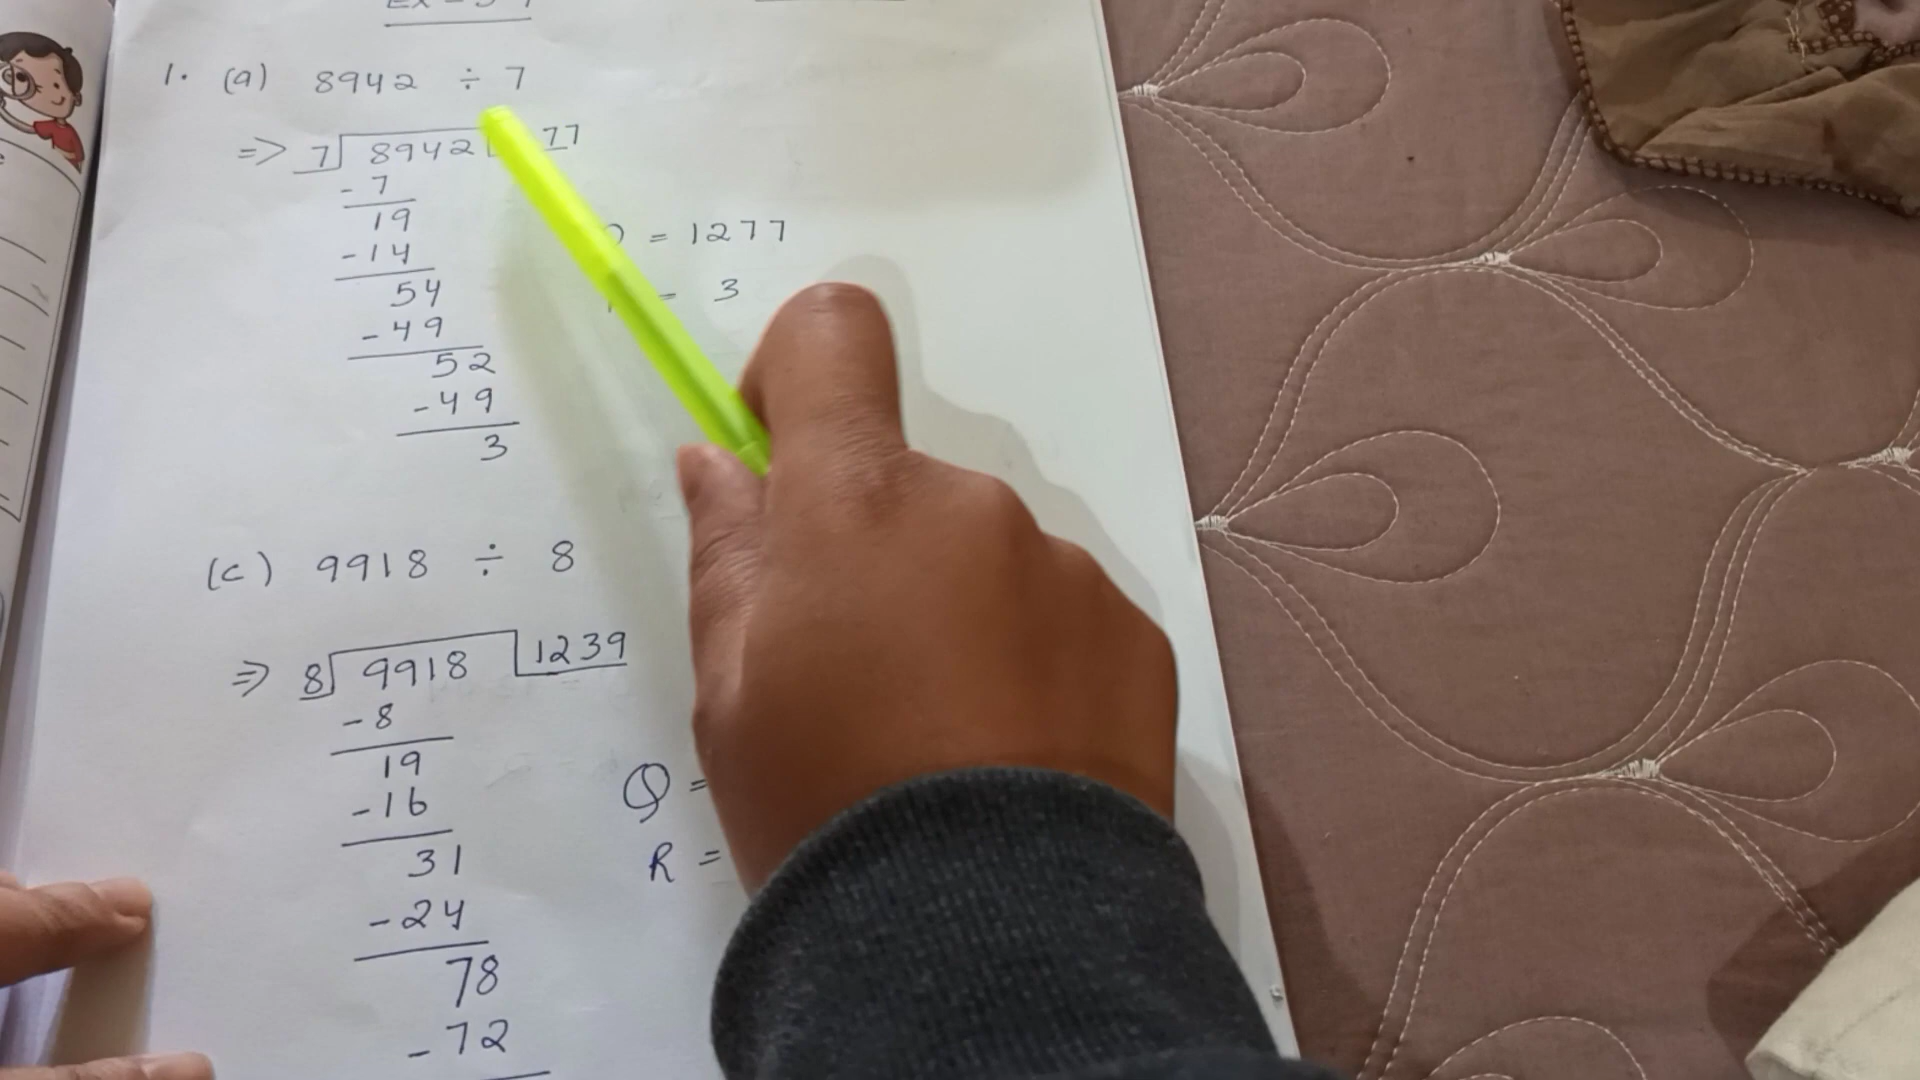 1. (a) 8942 ÷ 7
=> 7 8942 77
- 7
19
- 14
54
- 49
52
- 49
3
= 1277
= 3
(c) 9918 ÷ 8
=> 8 9918 1239
- 8
19
- 16
31
- 24
78
- 72
Q =
R =